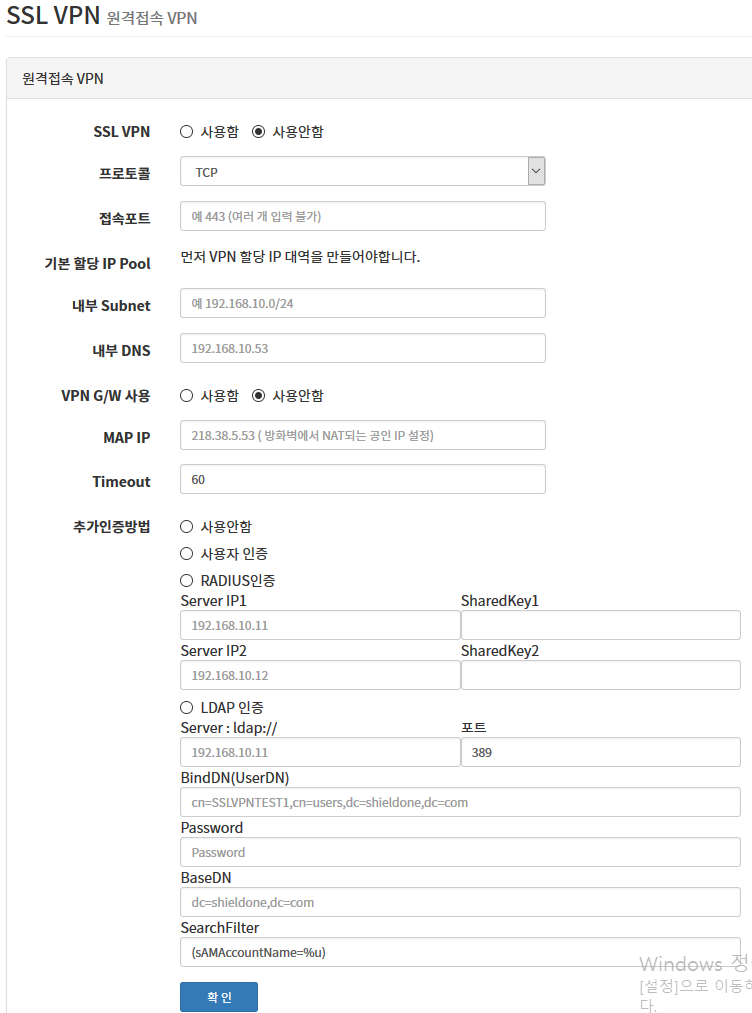 SSL VPN 원격접속 VPN
원격접속 VPN
SSL VPN 사용함 사용안함
프로토콜 TCP
접속포트 예 443 (여러 개 입력 불가)
기본 할당 IP Pool 먼저 VPN 할당 IP 대역을 만들어야합니다.
내부 Subnet 예 192.168.10.0/24
내부 DNS 192.168.10.53
VPN G/W 사용 사용함 사용안함
MAP IP 218.38.5.53 ( 방화벽에서 NAT되는 공인 IP 설정)
Timeout 60
추가인증방법 사용안함
사용자 인증
RADIUS인증
Server IP1 SharedKey1
192.168.10.11
Server IP2 SharedKey2
192.168.10.12
LDAP 인증
Server : ldap:// 포트
192.168.10.11 389
BindDN(UserDN)
cn=SSLVPNTEST1,cn=users,dc=shieldone,dc=com
Password
Password
BaseDN
dc=shieldone,dc=com
SearchFilter
(sAMAccountName=%u)
Windows 정
[설정]으로 이동하
다.
확 인